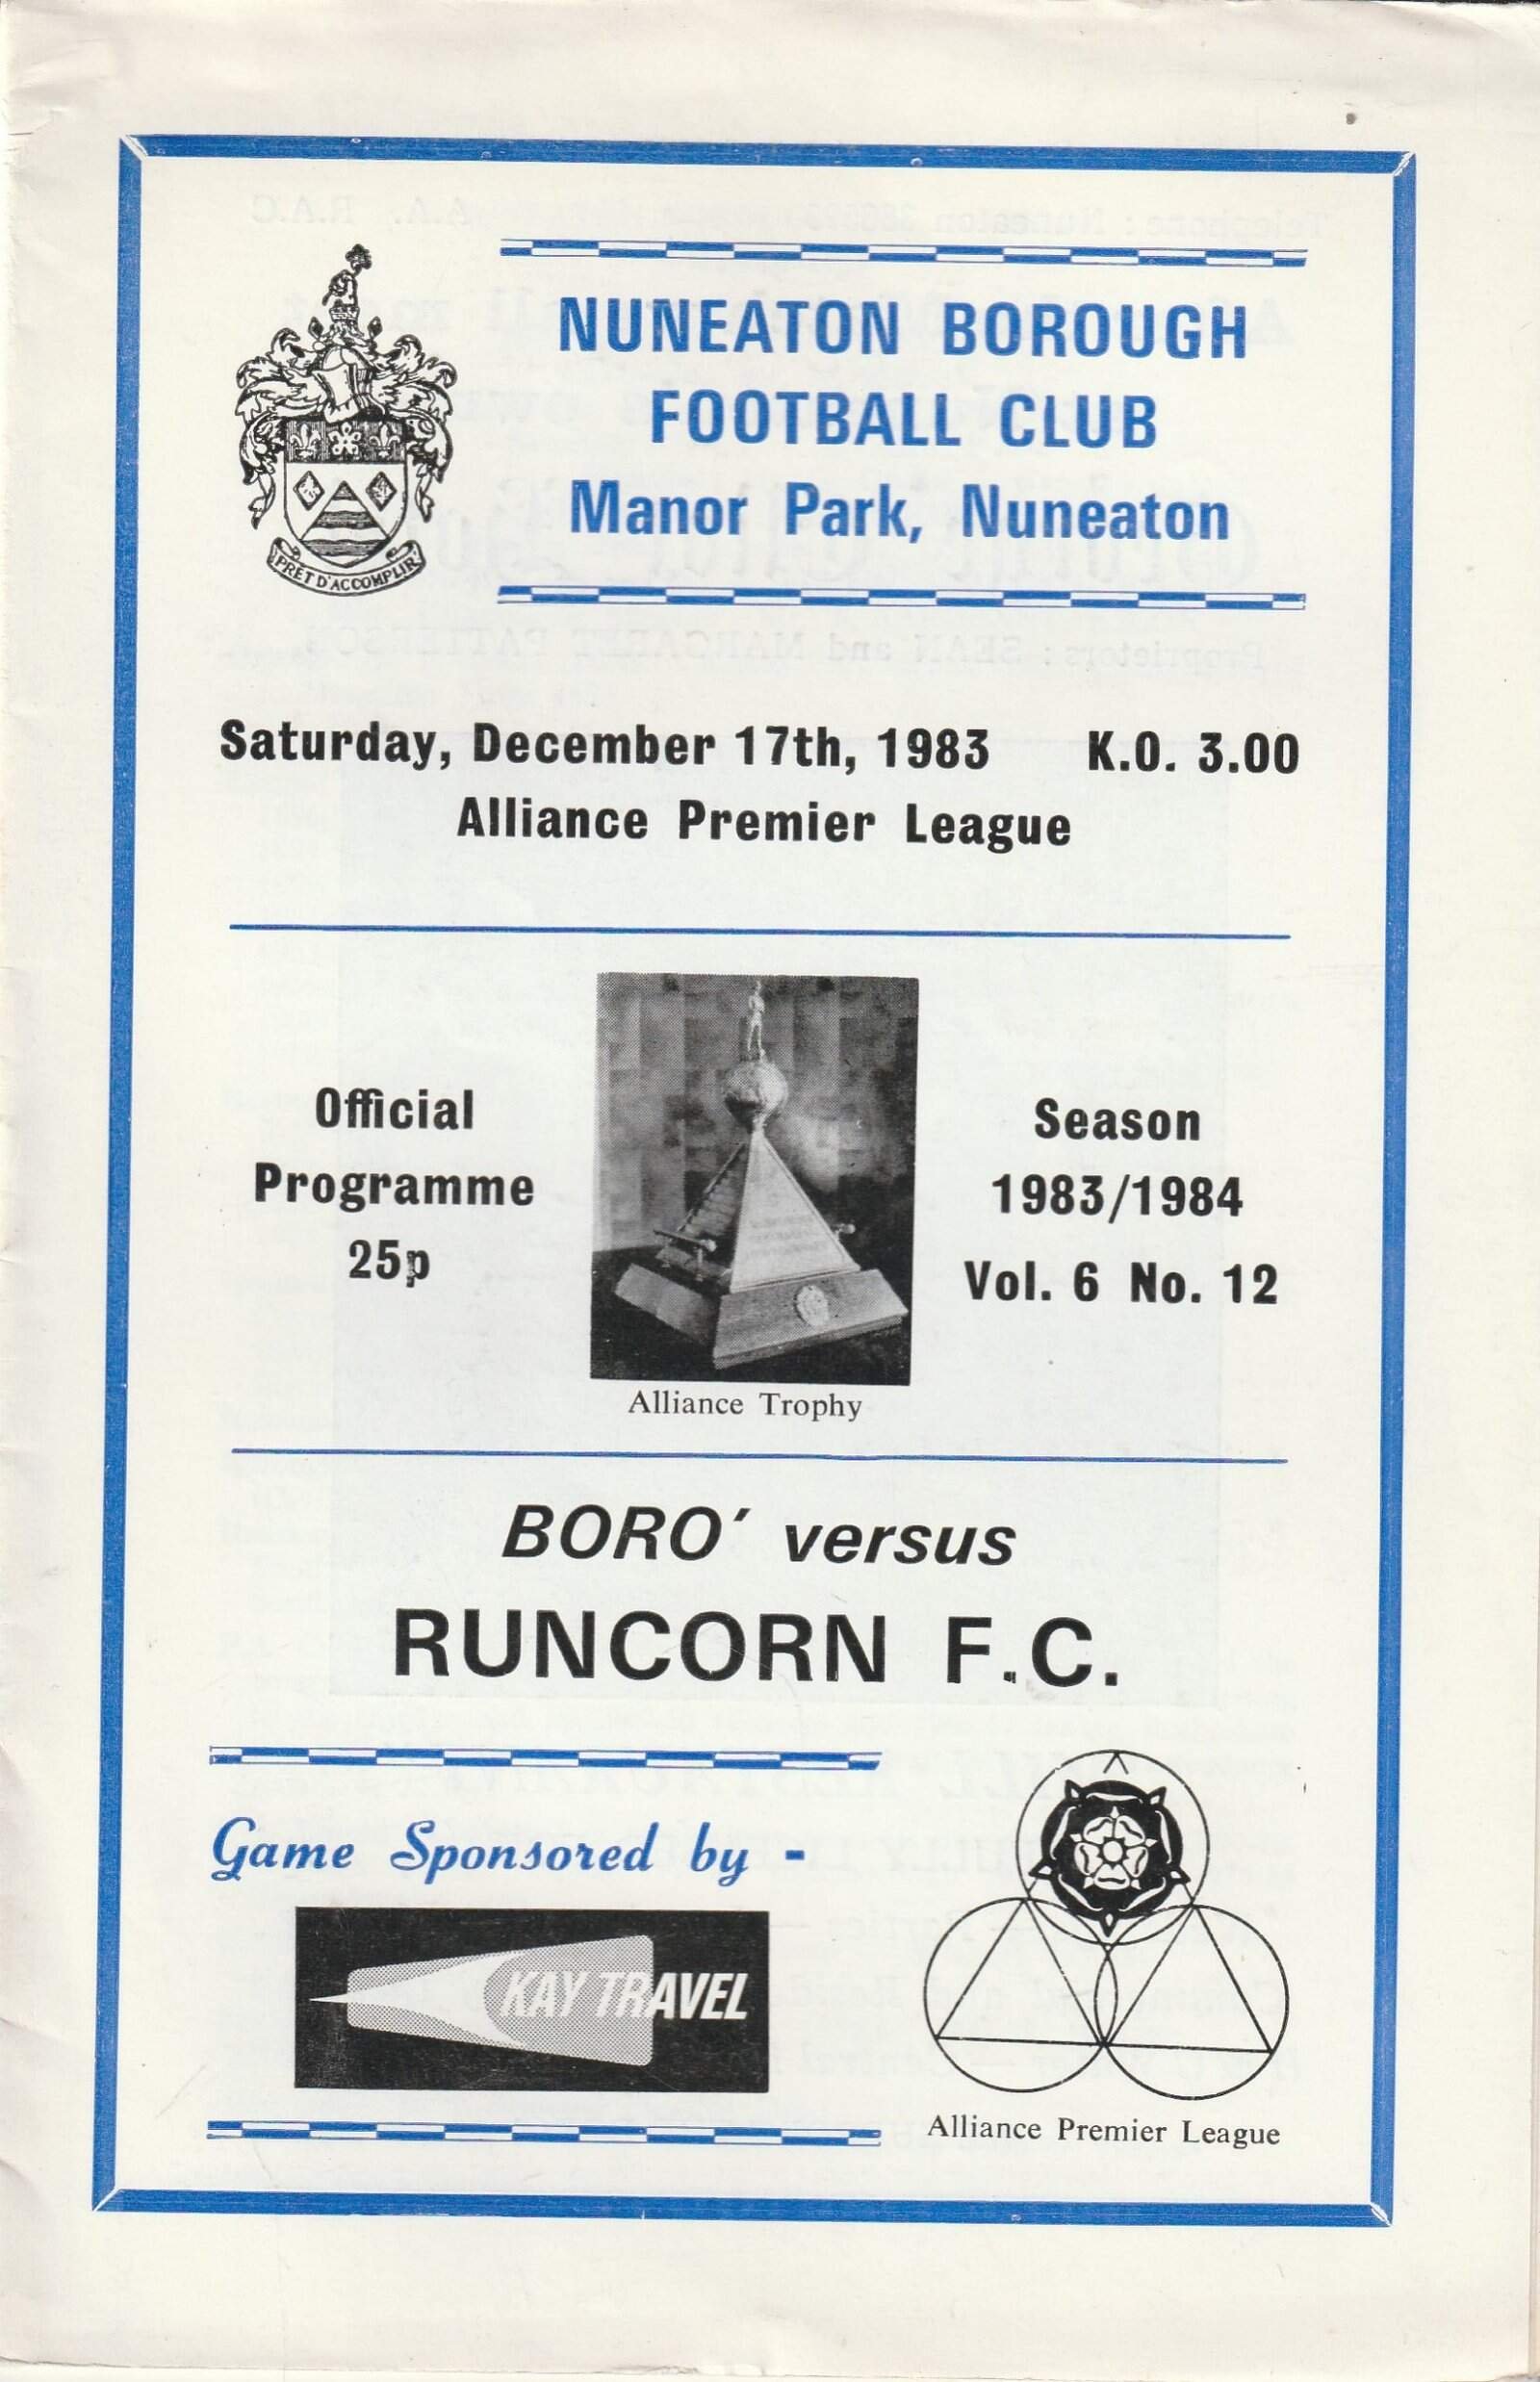 NUNEATON BOROUGH
FOOTBALL CLUB
Manor Park, Nuneaton
PRET D'ACCOMPLIR
Saturday, December 17th, 1983 K.O. 3.00
Alliance Premier League
Official
Programme
25p
Season
1983/1984
Vol. 6 No. 12
Alliance Trophy
BORO' versus
RUNCORN F.C.
Game Sponsored by -
KAY TRAVEL
Alliance Premier League